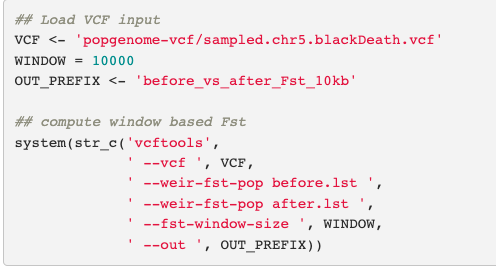 ## Load VCF input
VCF <- 'popgenome-vcf/sampled.chr5.blackDeath.vcf'
WINDOW = 10000
OUT_PREFIX <- 'before_vs_after_Fst_10kb'
## compute window based Fst
system(str_c('vcftools',
' --vcf ', VCF,
' --weir-fst-pop before.lst ',
' --weir-fst-pop after.lst ',
' --fst-window-size ', WINDOW,
' --out ', OUT_PREFIX))